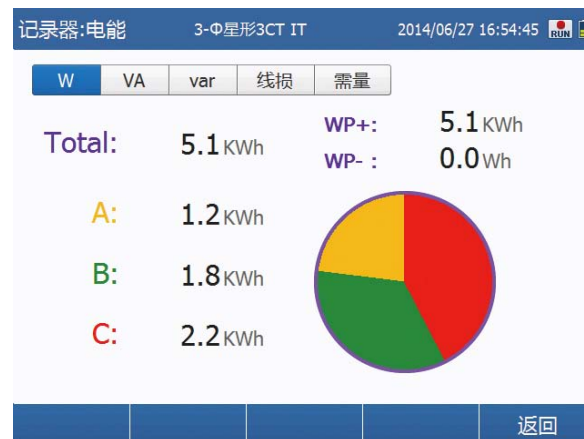 记录器:电能 3-Φ星形3CT IT 2014/06/27 16:54:45 RUN
W VA var 线损 需量
Total: 5.1KWh WP+: 5.1KWh
WP- : 0.0Wh
A: 1.2KWh
B: 1.8KWh
C: 2.2KWh
返回